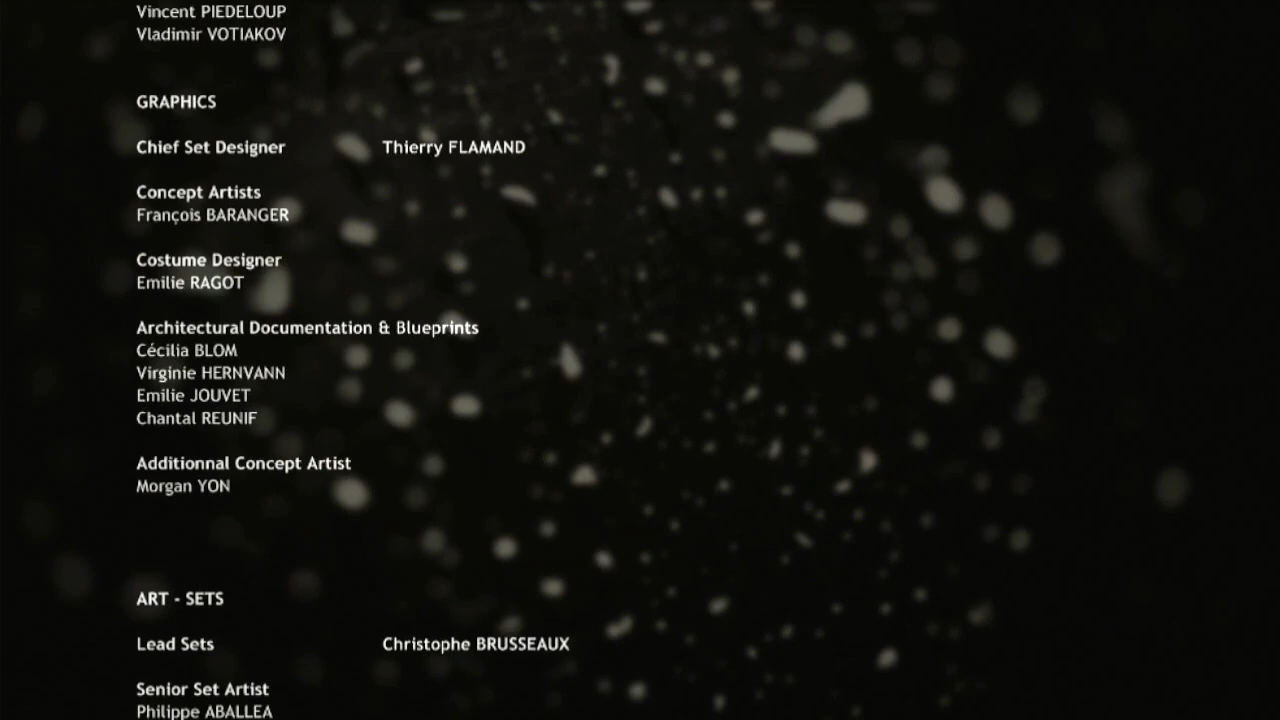 Vincent PIEDELOUP
Vladimir VOTIAKOV
GRAPHICS
Chief Set Designer Thierry FLAMAND
Concept Artists
François BARANGER
Costume Designer
Emilie RAGOT
Architectural Documentation & Blueprints
Cécilia BLOM
Virginie HERNVANN
Emilie JOUVET
Chantal REUNIF
Additionnal Concept Artist
Morgan YON
ART - SETS
Lead Sets Christophe BRUSSEAUX
Senior Set Artist
Philippe ABALLEA